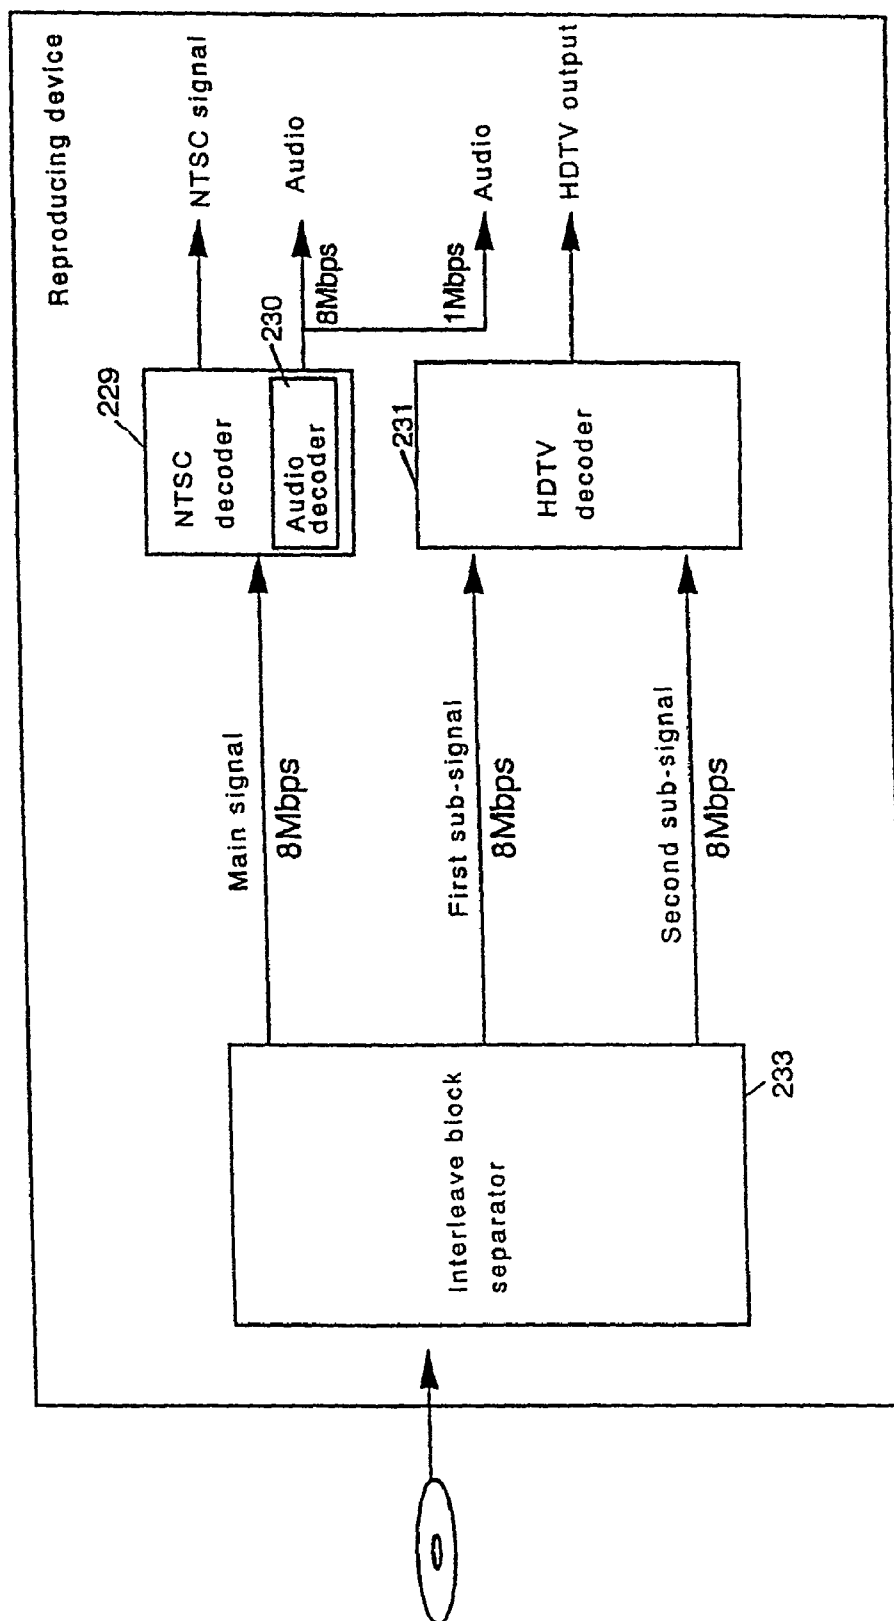 Reproducing device
229
NTSC
decoder
NTSC signal
230
Audio
decoder
Audio
8Mbps
1Mbps
Audio
Main signal
8Mbps
231
HDTV
decoder
HDTV output
First sub-signal
8Mbps
Second sub-signal
8Mbps
Interleave block
separator
233